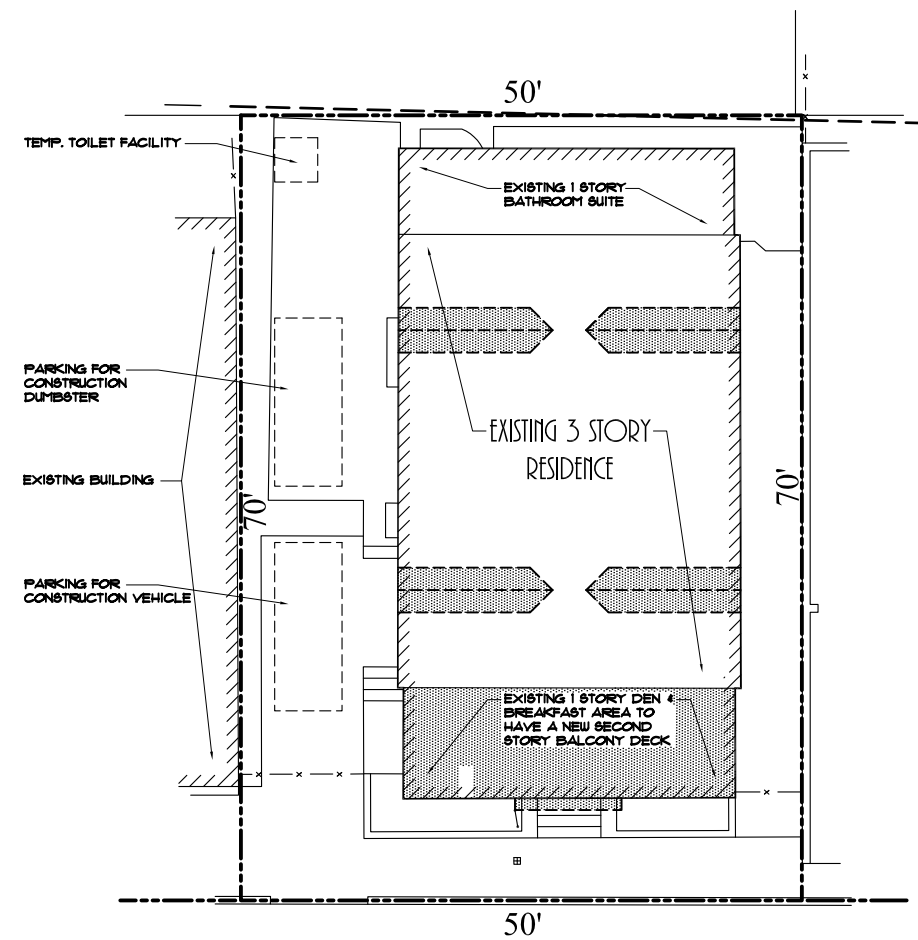 50'
TEMP. TOILET FACILITY
EXISTING 1 STORY
BATHROOM SUITE
PARKING FOR
CONSTRUCTION
DUMBSTER
EXISTING 3 STORY
RESIDENCE
EXISTING BUILDING
70'
70'
PARKING FOR
CONSTRUCTION VEHICLE
EXISTING 1 STORY DEN &
BREAKFAST AREA TO
HAVE A NEW SECOND
STORY BALCONY DECK
50'